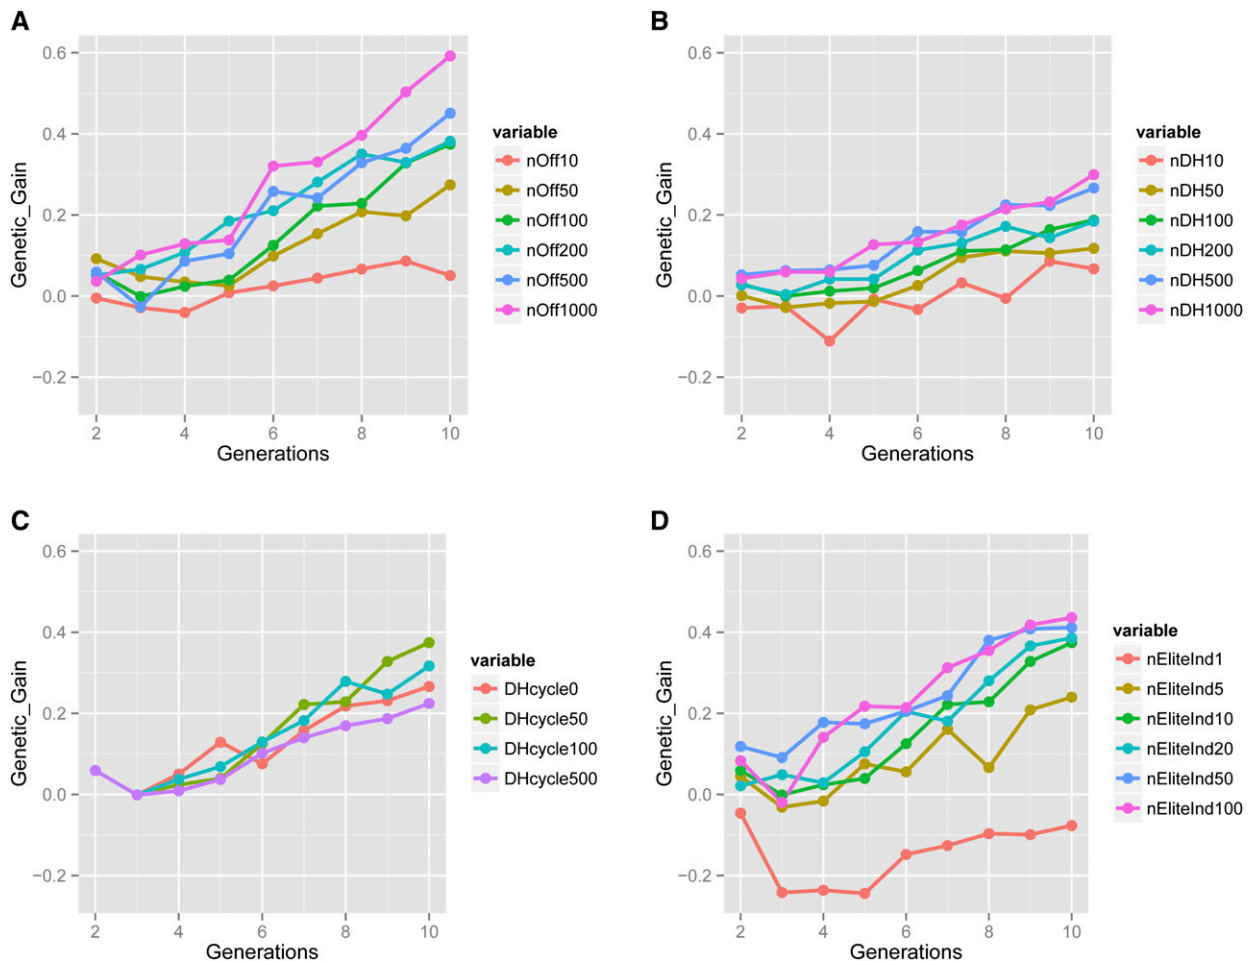 A
Genetic_Gain
0.6
0.4
0.2
0.0
−0.2
2 4 6 8 10
Generations
variable
nOff10
nOff50
nOff100
nOff200
nOff500
nOff1000
B
Genetic_Gain
0.6
0.4
0.2
0.0
−0.2
2 4 6 8 10
Generations
variable
nDH10
nDH50
nDH100
nDH200
nDH500
nDH1000
C
Genetic_Gain
0.6
0.4
0.2
0.0
−0.2
2 4 6 8 10
Generations
variable
DHcycle0
DHcycle50
DHcycle100
DHcycle500
D
Genetic_Gain
0.6
0.4
0.2
0.0
−0.2
2 4 6 8 10
Generations
variable
nEliteInd1
nEliteInd5
nEliteInd10
nEliteInd20
nEliteInd50
nEliteInd100